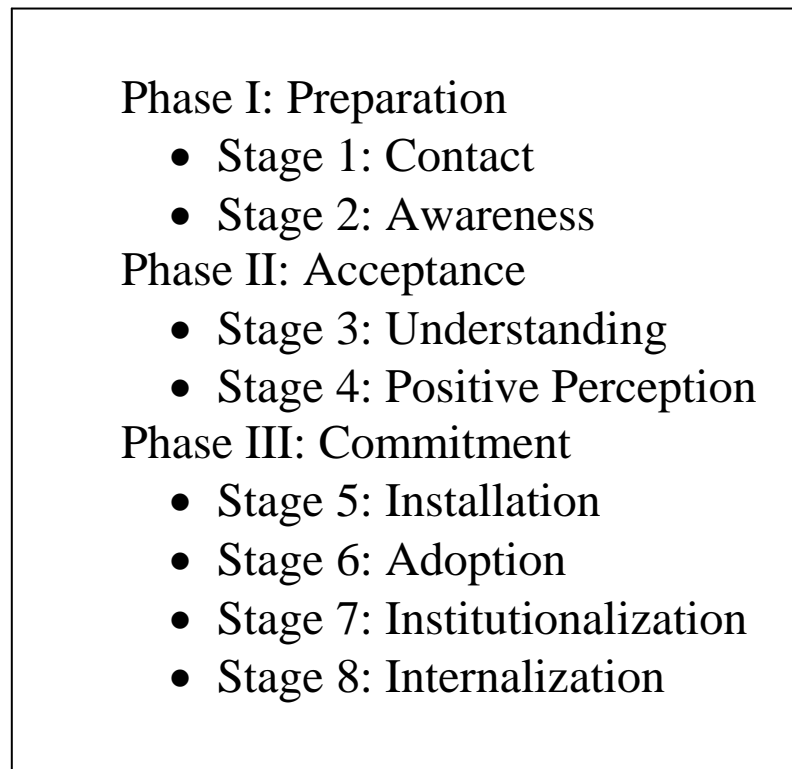 Phase I: Preparation
• Stage 1: Contact
• Stage 2: Awareness
Phase II: Acceptance
• Stage 3: Understanding
• Stage 4: Positive Perception
Phase III: Commitment
• Stage 5: Installation
• Stage 6: Adoption
• Stage 7: Institutionalization
• Stage 8: Internalization